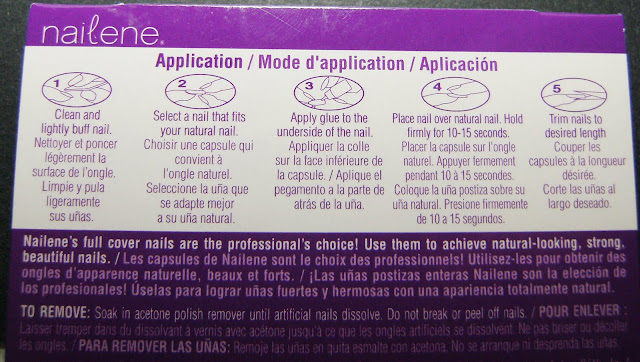 nailene®
Application / Mode d'application / Aplicación
1
Clean and
lightly buff nail.
Nettoyer et poncer
légèrement la
surface de l'ongle.
Limpie y pula
ligeramente
sus uñas.
2
Select a nail that fits
your natural nail.
Choisir une capsule qui
convient à
l'ongle naturel.
Seleccione la uña que
se adapte mejor
a su uña natural.
3
Apply glue to the
underside of the nail.
Appliquer la colle
sur la face inférieure de
la capsule. / Aplique el
pegamento a la parte de
atrás de la uña.
4
Place nail over natural nail. Hold
firmly for 10-15 seconds.
Placer la capsule sur l'ongle
naturel. Appuyer fermement
pendant 10 à 15 secondes.
Coloque la uña postiza sobre su
uña natural. Presione firmemente
de 10 a 15 segundos.
5
Trim nails to
desired length
Couper les
capsules à la longueur
désirée.
Corte las uñas al
largo deseado.
Nailene's full cover nails are the professional's choice! Use them to achieve natural-looking, strong,
beautiful nails. / Les capsules de Nailene sont le choix des professionnels! Utilisez-les pour obtenir des
ongles d'apparence naturelle, beaux et forts. / ¡Las uñas postizas enteras Nailene son la elección de
los profesionales! Úselas para lograr uñas fuertes y hermosas con una apariencia totalmente natural.
TO REMOVE: Soak in acetone polish remover until artificial nails dissolve. Do not break or peel off nails. / POUR ENLEVER :
Laisser tremper dans du dissolvant à vernis avec acétone jusqu'à ce que les ongles artificiels se dissolvent. Ne pas briser ou décoller
les ongles. / PARA REMOVER LAS UÑAS: Remoje las uñas en quita esmalte con acetona. No se arranque ni desprenda las uñas.